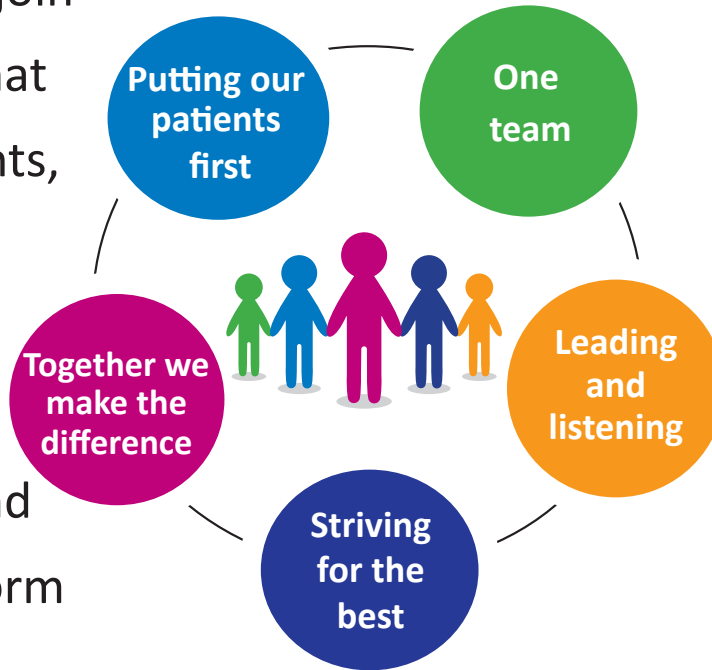 Putting our
patients
first
One
team
Leading
and
listening
Striving
for the
best
Together we
make the
difference